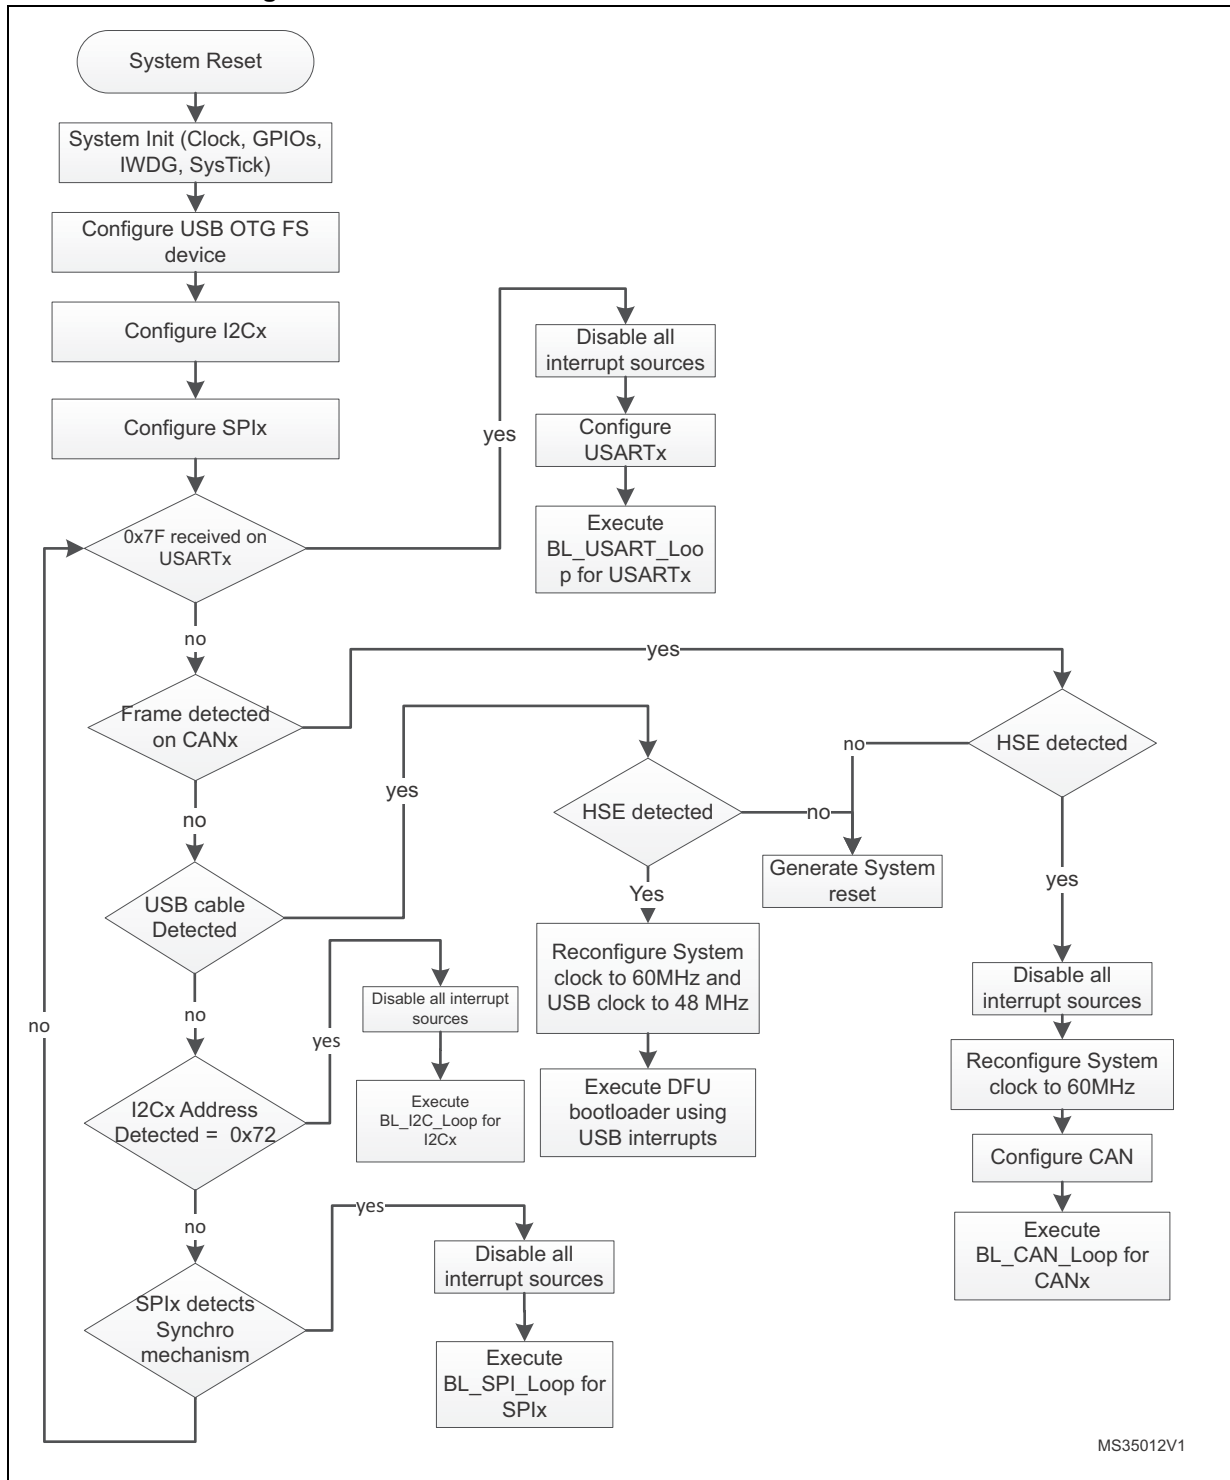 System Reset
System Init (Clock, GPIOs,
IWDG, SysTick)
Configure USB OTG FS
device
Configure I2Cx
Configure SPIx
0x7F received on
USARTx
yes
Disable all
interrupt sources
Configure
USARTx
Execute
BL_USART_Loo
p for USARTx
no
Frame detected
on CANx
yes
HSE detected
no
yes
Disable all
interrupt sources
Reconfigure System
clock to 60MHz
Configure CAN
Execute
BL_CAN_Loop for
CANx
no
USB cable
Detected
yes
HSE detected
no
Generate System
reset
Yes
Reconfigure System
clock to 60MHz and
USB clock to 48 MHz
Execute DFU
bootloader using
USB interrupts
no
I2Cx Address
Detected = 0x72
yes
Disable all interrupt
sources
Execute
BL_I2C_Loop for
I2Cx
no
SPIx detects
Synchro
mechanism
yes
Disable all
interrupt sources
Execute
BL_SPI_Loop for
SPIx
no
MS35012V1